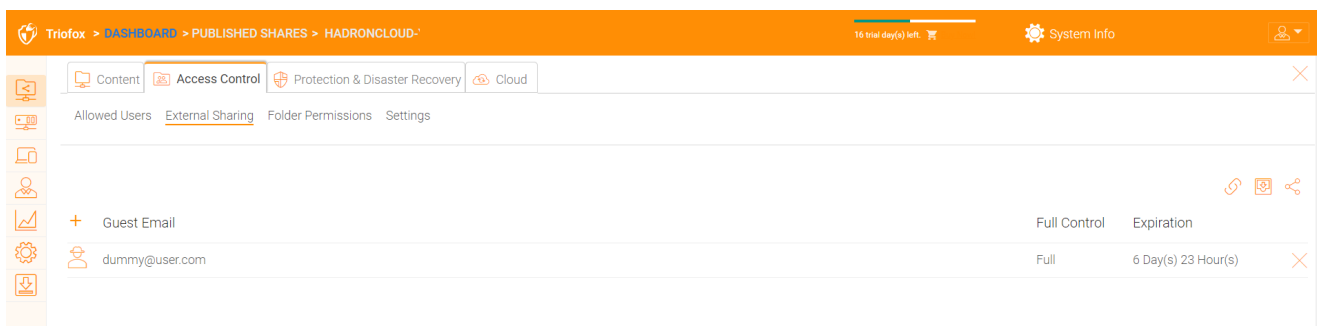 Triofox > DASHBOARD > PUBLISHED SHARES > HADRONCLOUD-'
16 trial day(s) left.
System Info
Content Access Control Protection & Disaster Recovery Cloud
Allowed Users External Sharing Folder Permissions Settings
+ Guest Email Full Control Expiration
dummy@user.com Full 6 Day(s) 23 Hour(s)